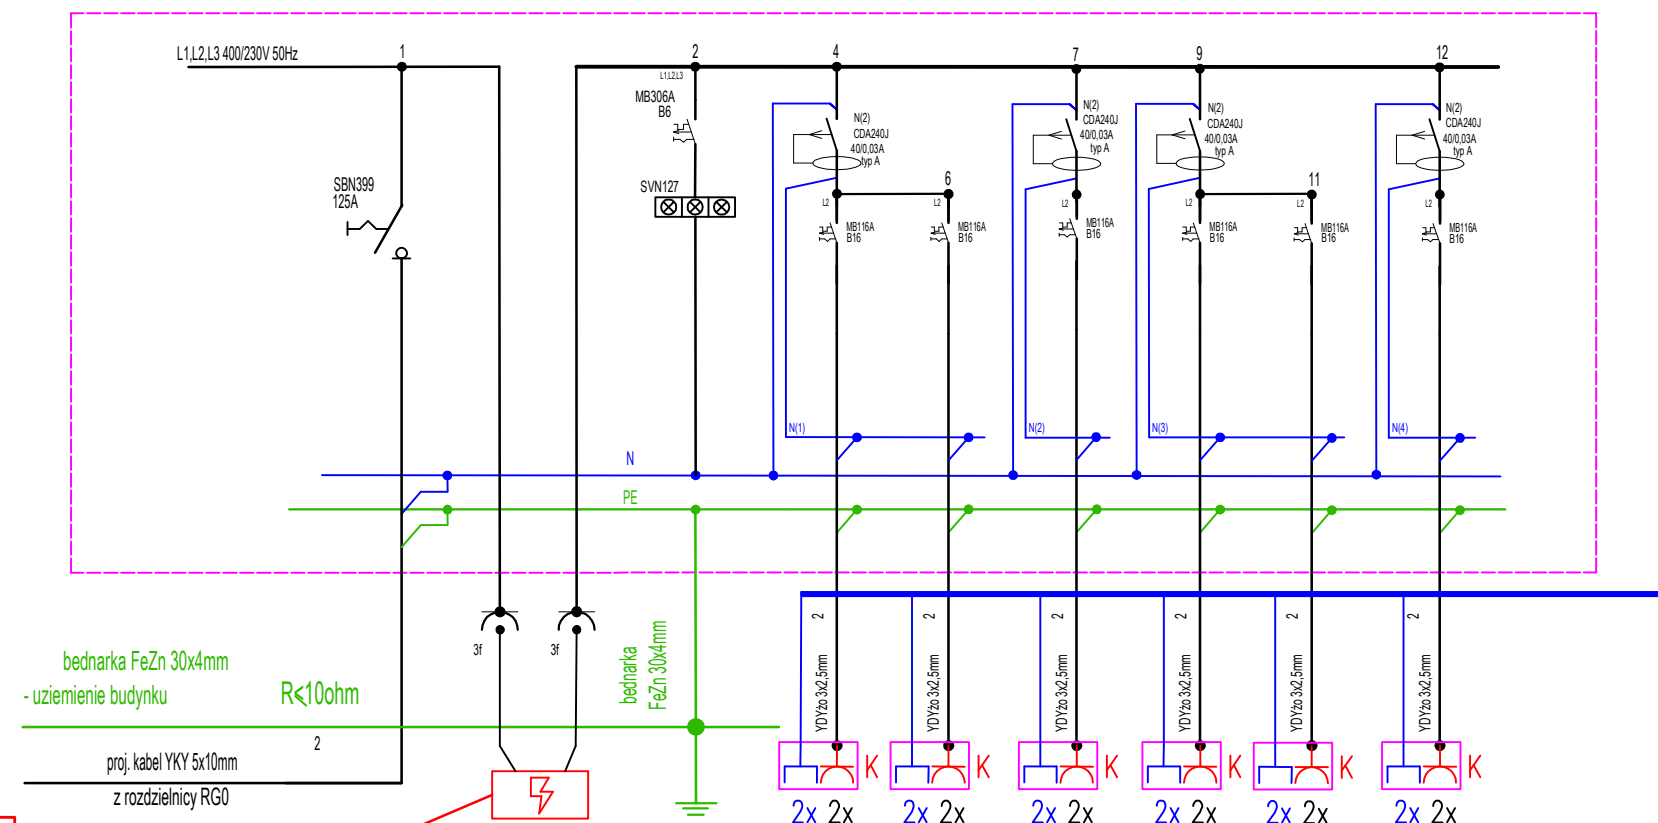 L1,L2,L3 400/230V 50Hz
1
2
4
7
9
12
L1,L2,L3
MB306A
B6
N(2)
CDA240J
40/0,03A
typ A
N(2)
CDA240J
40/0,03A
typ A
N(2)
CDA240J
40/0,03A
typ A
N(2)
CDA240J
40/0,03A
typ A
SBN399
125A
SVN127
6
11
L2
L2
L2
L2
L2
L2
MB116A
B16
MB116A
B16
MB116A
B16
MB116A
B16
MB116A
B16
MB116A
B16
N(1)
N(2)
N(3)
N(4)
N
PE
3f
3f
bednarka
FeZn 30x4mm
2
2
2
2
2
2
YDYżo 3x2,5mm
YDYżo 3x2,5mm
YDYżo 3x2,5mm
YDYżo 3x2,5mm
YDYżo 3x2,5mm
YDYżo 3x2,5mm
bednarka FeZn 30x4mm
- uziemienie budynku
R<10ohm
2
proj. kabel YKY 5x10mm
z rozdzielnicy RG0
K
K
K
K
K
K
2x 2x
2x 2x
2x 2x
2x 2x
2x 2x
2x 2x